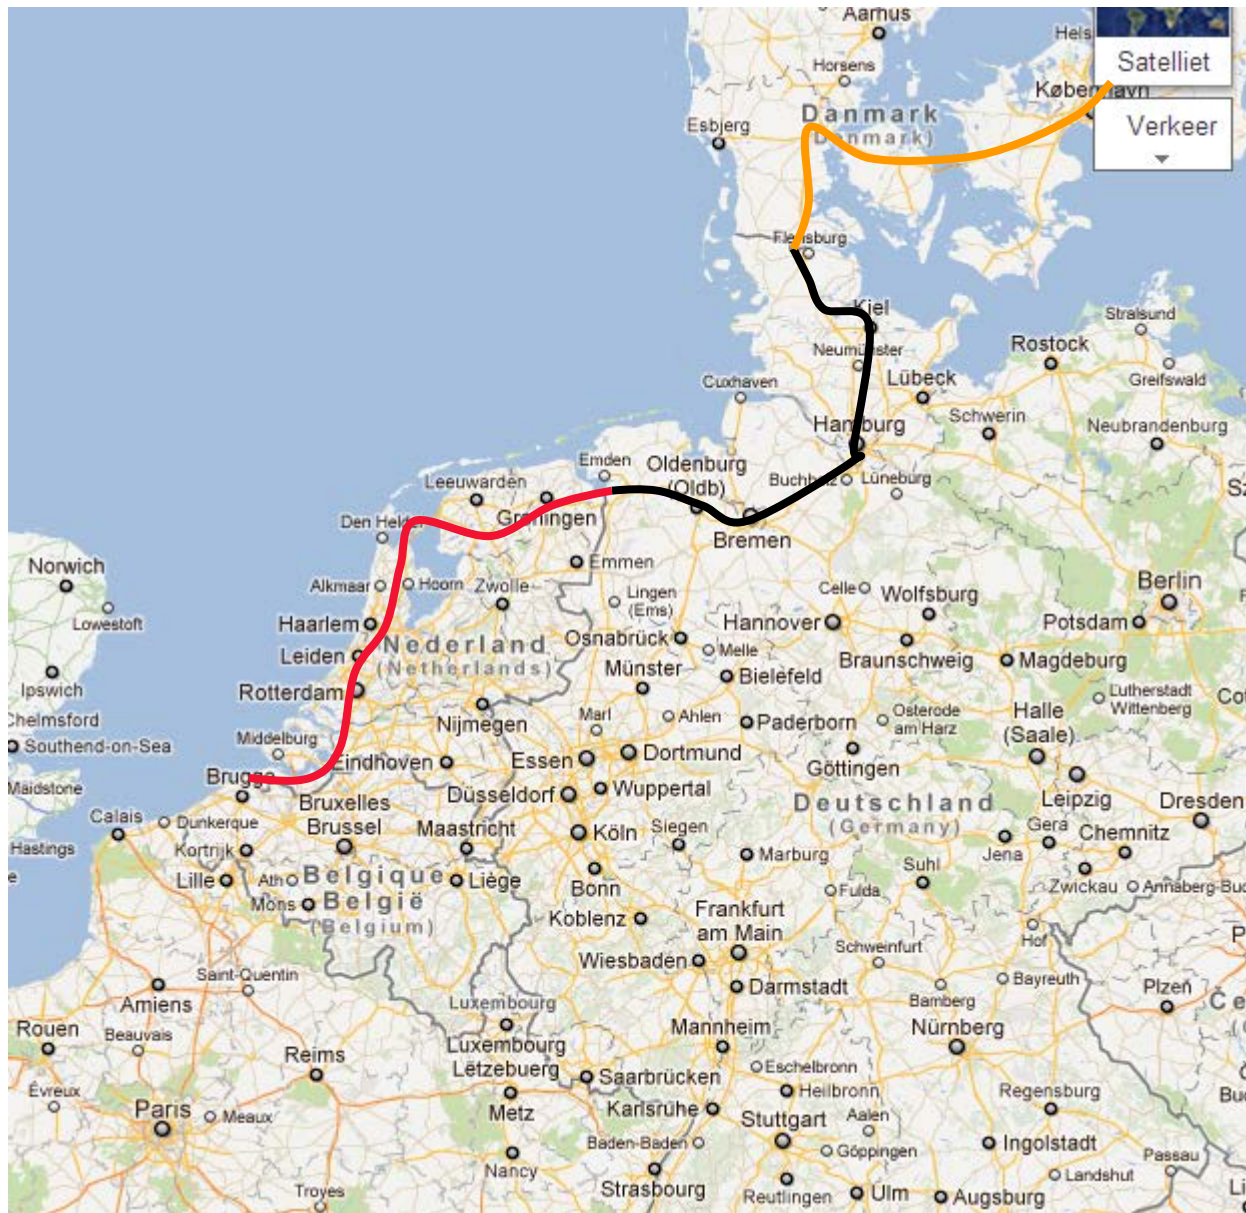 Aarhus
Hels
Satelliet
Horsens
København
Danmark
(Denmark)
Verkeer
Esbjerg
Flensburg
Kiel
Stralsund
Neumünster
Rostock
Greifswald
Cuxhaven
Lübeck
Schwerin
Hamburg
Neubrandenburg
Emden
Oldenburg
(Oldb)
Leeuwarden
Buchholz
Lüneburg
Sz
Groningen
Den Helder
Bremen
Norwich
Emmen
Alkmaar
Hoorn
Zwolle
Lingen
(Ems)
Celle
Wolfsburg
Berlin
Lowestoft
Haarlem
Hannover
Potsdam
Nederland
(Netherlands)
Osnabrück
Melle
Leiden
Braunschweig
Magdeburg
Ipswich
Rotterdam
Münster
Bielefeld
Lutherstadt
Wittenberg
Cot
Chelmsford
Nijmegen
Marl
Ahlen
Paderborn
Osterode
am Harz
Halle
(Saale)
Southend-on-Sea
Middelburg
Eindhoven
Essen
Dortmund
Göttingen
Maidstone
Brugge
Düsseldorf
Wuppertal
Leipzig
Dresden
Calais
Dunkerque
Bruxelles
Brussel
Maastricht
Köln
Siegen
Deutschland
(Germany)
Gera
Chemnitz
Hastings
Kortrijk
Marburg
Jena
e
Lille
Ath
Belgique
België
(Belgium)
Liège
Bonn
Suhl
Fulda
Zwickau
Annaberg-Buc
Mons
Koblenz
Frankfurt
am Main
Hof
P
Schweinfurt
Saint-Quentin
Wiesbaden
Bayreuth
Amiens
Luxembourg
Darmstadt
Bamberg
Plzeň
Če
Rouen
Beauvais
Reims
Luxembourg
Lëtzebuerg
Mannheim
Nürnberg
Eschelbronn
Évreux
Saarbrücken
Heilbronn
Regensburg
Bu
Paris
Meaux
Metz
Karlsruhe
Stuttgart
Aalen
Baden-Baden
Göppingen
Ingolstadt
Passau
Nancy
Landshut
Troyes
Strasbourg
Reutlingen
Ulm
Augsburg
Li